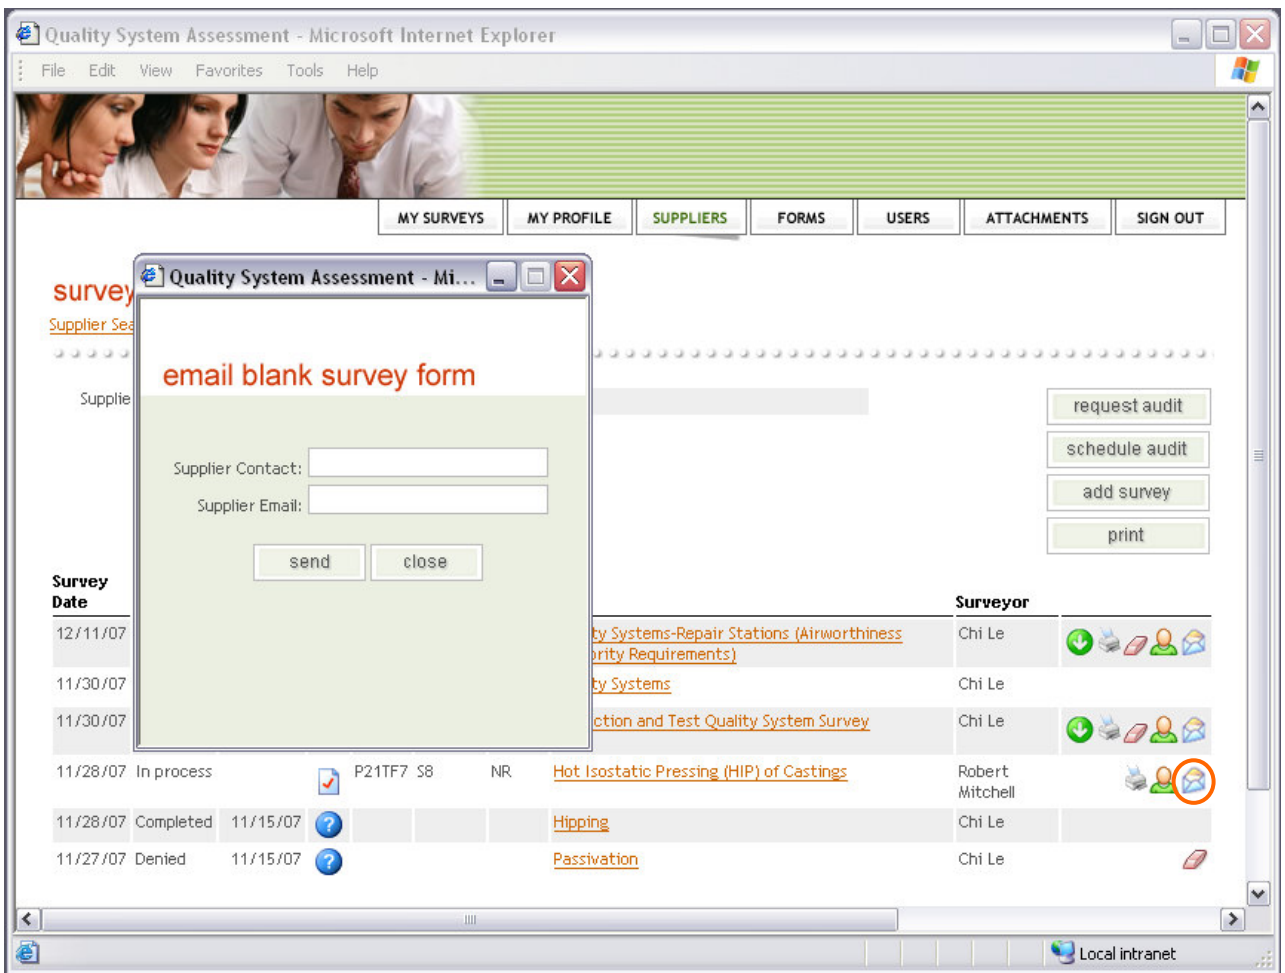 Quality System Assessment - Microsoft Internet Explorer
File Edit View Favorites Tools Help
MY SURVEYS MY PROFILE SUPPLIERS FORMS USERS ATTACHMENTS SIGN OUT
Quality System Assessment - Mi...
survey
Supplier Sea
email blank survey form
Supplie
request audit
schedule audit
add survey
print
Supplier Contact:
Supplier Email:
send close
Survey
Date
Surveyor
12/11/07 ty Systems-Repair Stations (Airworthiness Chi Le
ority Requirements)
11/30/07 ty Systems Chi Le
11/30/07 ction and Test Quality System Survey Chi Le
11/28/07 In process P21TF7 S8 NR Hot Isostatic Pressing (HIP) of Castings Robert
Mitchell
11/28/07 Completed 11/15/07 Hipping Chi Le
11/27/07 Denied 11/15/07 Passivation Chi Le
Local intranet